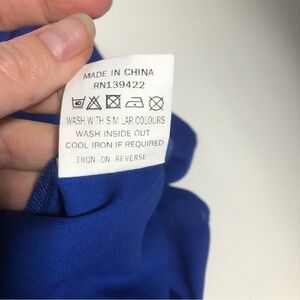 MADE IN CHINA
RN139422
WASH WITH SIMILAR COLOURS
WASH INSIDE OUT
COOL IRON IF REQUIRED
IRON ON REVERSE